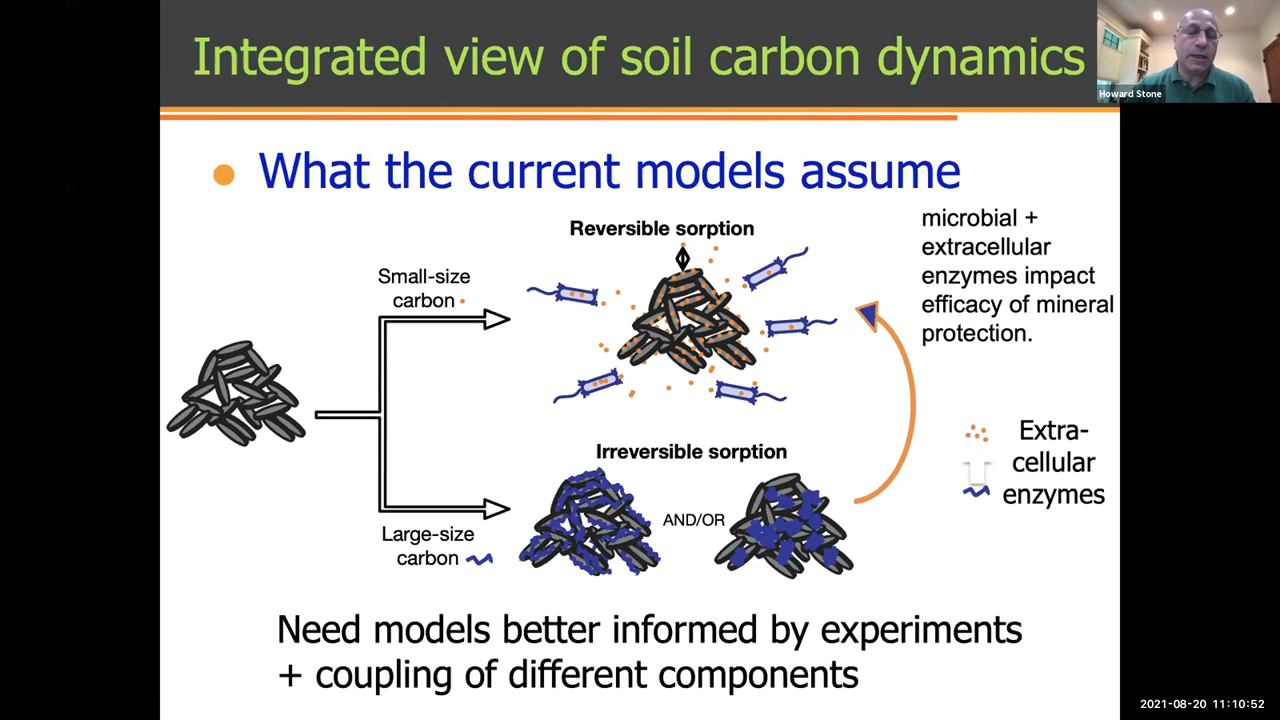 Integrated view of soil carbon dynamics
Howard Stone
What the current models assume
Reversible sorption
microbial +
extracellular
enzymes impact
efficacy of mineral
protection.
Small-size
carbon
Irreversible sorption
AND/OR
Large-size
carbon
Extra-
cellular
enzymes
Need models better informed by experiments
+ coupling of different components
2021-08-20 11:10:52